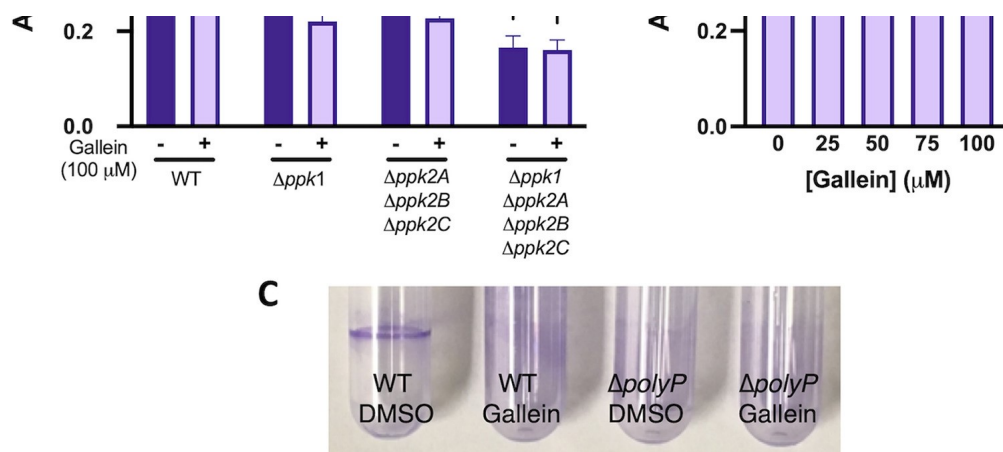 A
0.2
0.0
Gallein
(100 μM)
- + - + - + - +
WT
Δppk1
Δppk2A
Δppk2B
Δppk2C
Δppk1
Δppk2A
Δppk2B
Δppk2C
A
0.2
0.0
0 25 50 75 100
[Gallein] (μM)
C
WT
DMSO
WT
Gallein
ΔpolyP
DMSO
ΔpolyP
Gallein